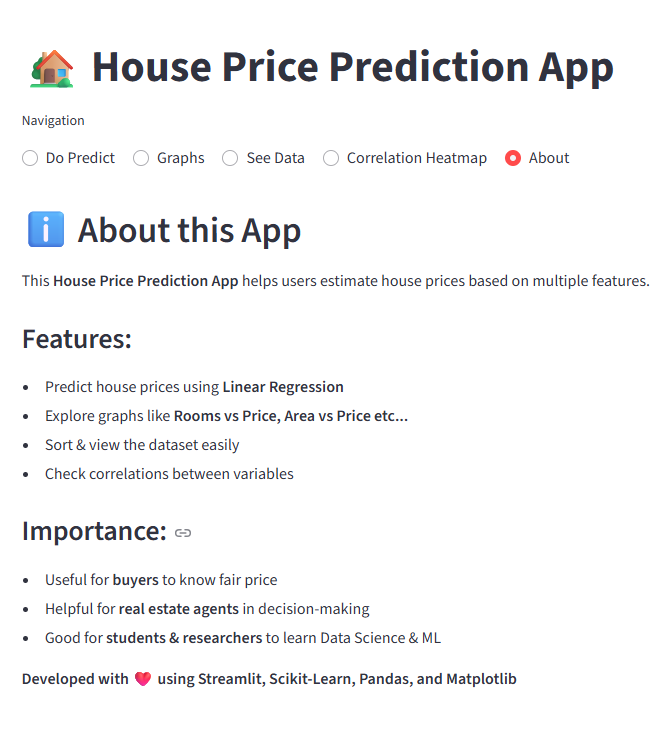 House Price Prediction App
Navigation
Do Predict Graphs See Data Correlation Heatmap About
About this App
This House Price Prediction App helps users estimate house prices based on multiple features.
Features:
Predict house prices using Linear Regression
Explore graphs like Rooms vs Price, Area vs Price etc...
Sort & view the dataset easily
Check correlations between variables
Importance:
Useful for buyers to know fair price
Helpful for real estate agents in decision-making
Good for students & researchers to learn Data Science & ML
Developed with ❤️ using Streamlit, Scikit-Learn, Pandas, and Matplotlib